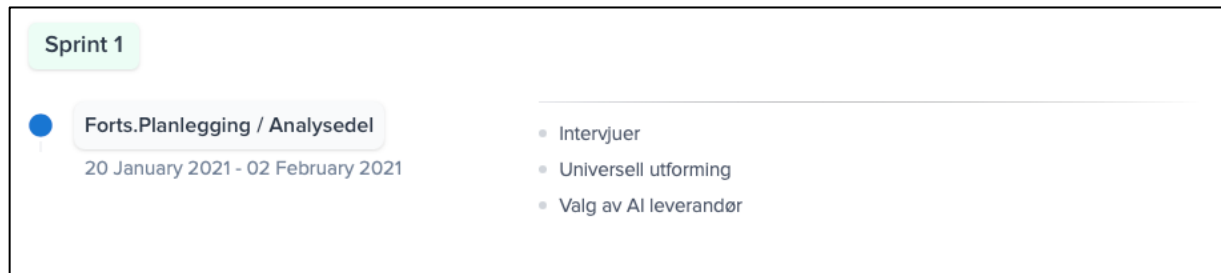 Sprint 1
Forts.Planlegging / Analysedel
20 January 2021 - 02 February 2021
Intervjuer
Universell utforming
Valg av AI leverandør